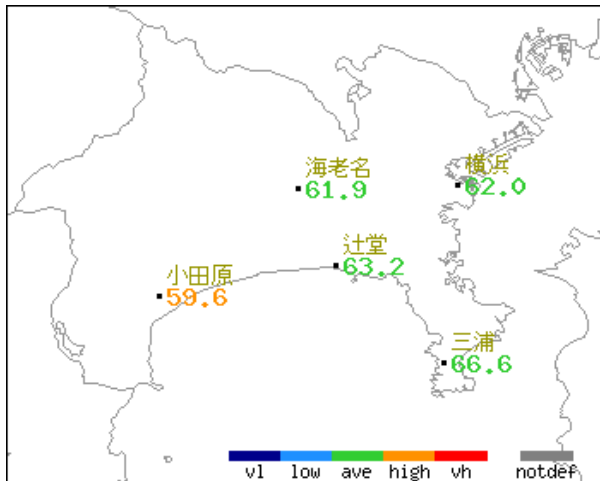 海老名
61.9
横浜
62.0
辻堂
63.2
小田原
59.6
三浦
66.6
vl low ave high vh notdef